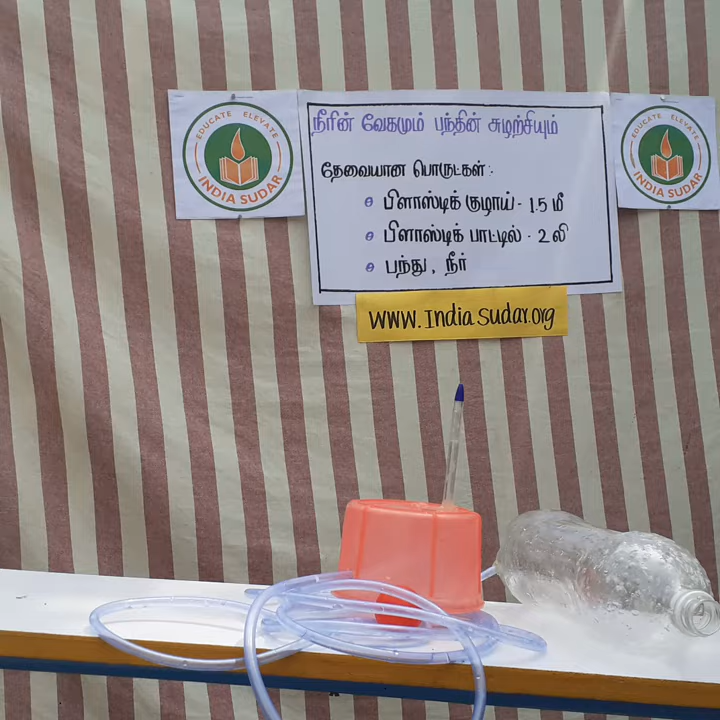 EDUCATE ELEVATE
INDIA SUDAR
நீரின் வேகமும் பந்தின் சுழற்சியும்
தேவையான பொருட்கள் :-
பிளாஸ்டிக் குழாய் - 1.5 மீ
பிளாஸ்டிக் பாட்டில் - 2 லி
பந்து , நீர்
www.IndiaSudar.org
EDUCATE ELEVATE
INDIA SUDAR